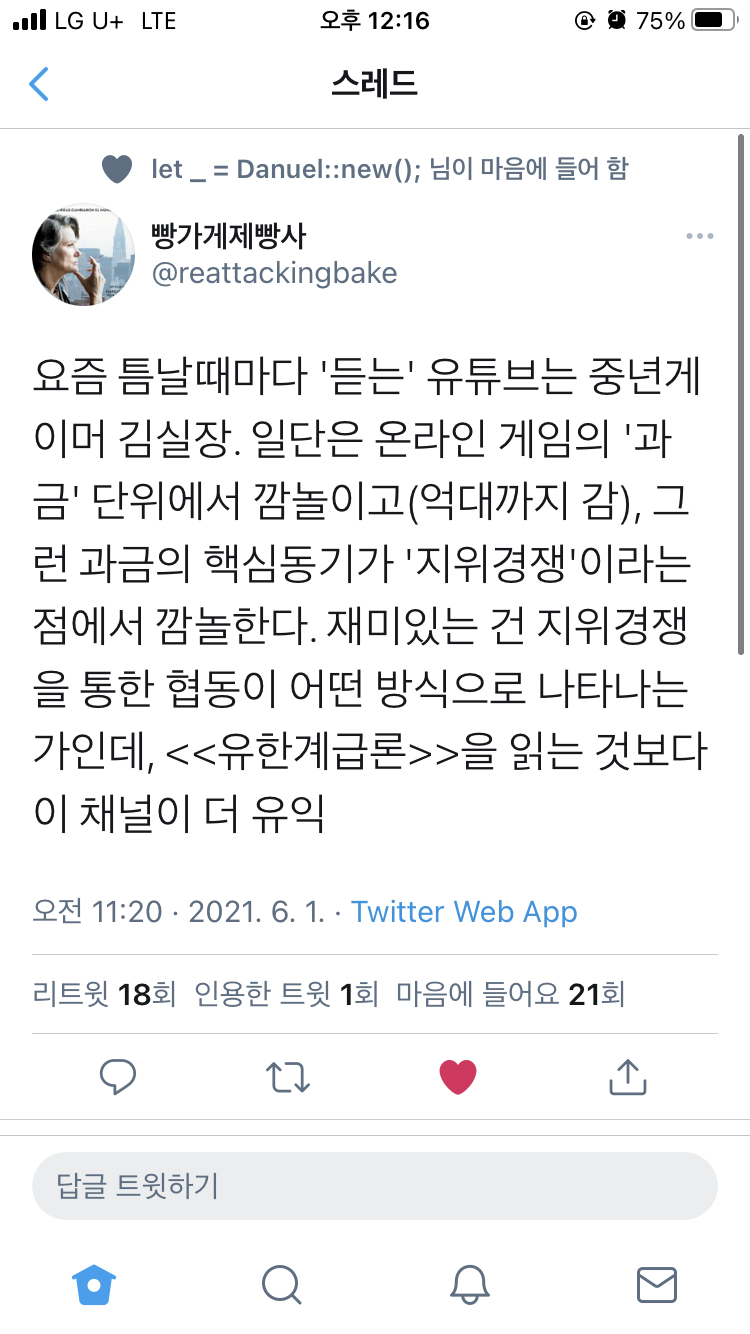 LG U+ LTE 오후 12:16 75%
스레드
let _ = Danuel::new(); 님이 마음에 들어 함
빵가게제빵사
@reattackingbake
요즘 틈날때마다 '듣는' 유튜브는 중년게
이머 김실장. 일단은 온라인 게임의 '과
금' 단위에서 깜놀이고(억대까지 감), 그
런 과금의 핵심동기가 '지위경쟁'이라는
점에서 깜놀한다. 재미있는 건 지위경쟁
을 통한 협동이 어떤 방식으로 나타나는
가인데, <<유한계급론>>을 읽는 것보다
이 채널이 더 유익
오전 11:20 · 2021. 6. 1. · Twitter Web App
리트윗 18회 인용한 트윗 1회 마음에 들어요 21회
답글 트윗하기